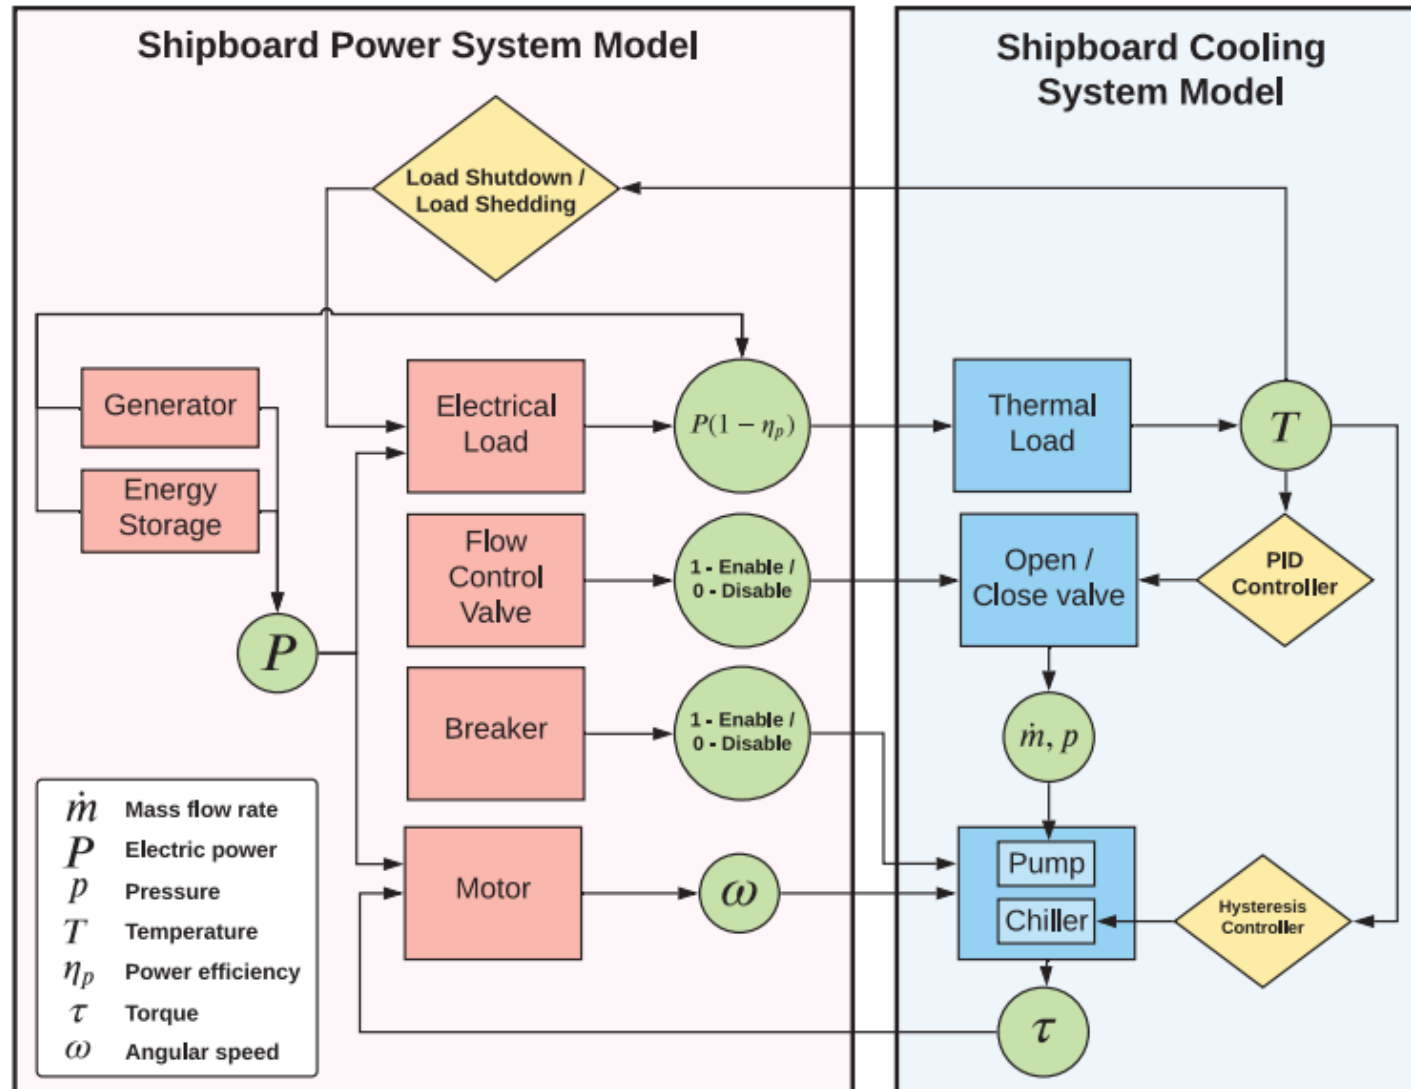 Shipboard Power System Model
Shipboard Cooling
System Model
Load Shutdown /
Load Shedding
Generator
Energy
Storage
Electrical
Load
P(1 − ηₚ)
Thermal
Load
T
Flow
Control
Valve
1 - Enable /
0 - Disable
Open /
Close valve
PID
Controller
P
Breaker
1 - Enable /
0 - Disable
ṁ, p
Motor
ω
Pump
Chiller
Hysteresis
Controller
τ
ṁ Mass flow rate
P Electric power
p Pressure
T Temperature
ηₚ Power efficiency
τ Torque
ω Angular speed